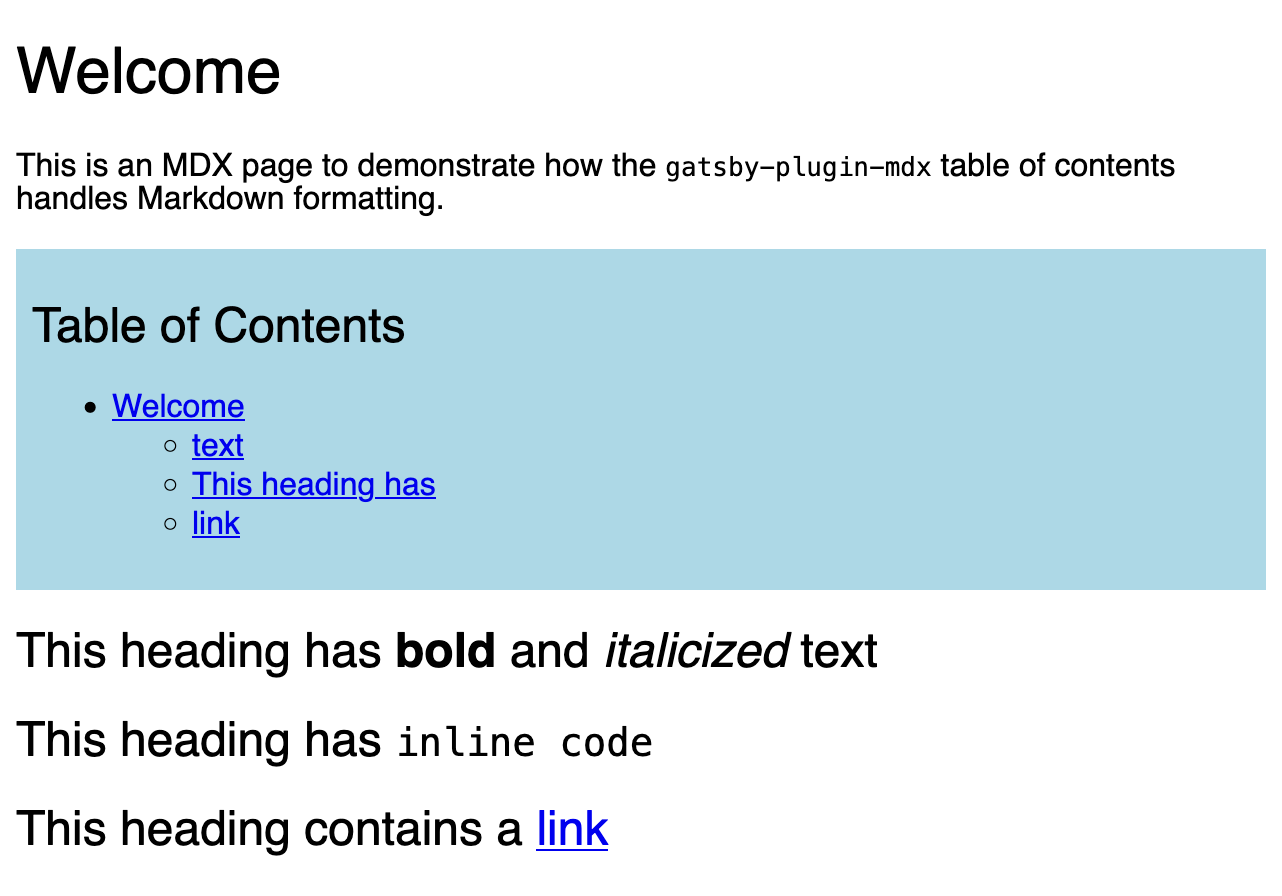 Welcome
This is an MDX page to demonstrate how the gatsby-plugin-mdx table of contents
handles Markdown formatting.
Table of Contents
Welcome
text
This heading has
link
This heading has bold and italicized text
This heading has inline code
This heading contains a link